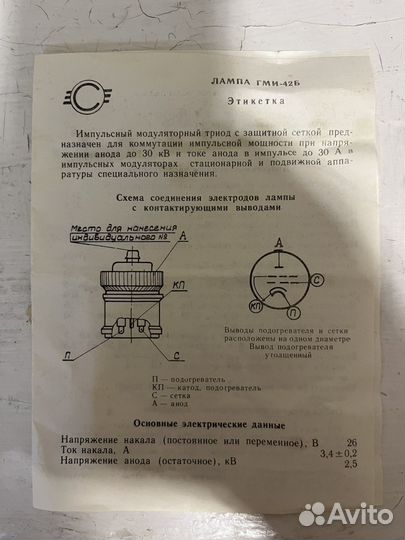 С
ЛАМПА ГМИ-42Б
Этикетка
Импульсный модуляторный триод с защитной сеткой пред-
назначен для коммутации импульсной мощности при напря-
жении анода до 30 кВ и токе анода в импульсе до 30 А в
импульсных модуляторах стационарной и подвижной аппа-
ратуры специального назначения.
Схема соединения электродов лампы
с контактирующими выводами
Место для нанесения
индивидуального №
А
КП
П
С
А
С
КП
П
Выводы подогревателя и сетки
расположены на одном диаметре
Вывод подогревателя
утолщенный
П — подогреватель
КП — катод, подогреватель
С — сетка
А — анод
Основные электрические данные
Напряжение накала (постоянное или переменное), В 26
Ток накала, А 3,4±0,2
Напряжение анода (остаточное), кВ 2,5
Avito